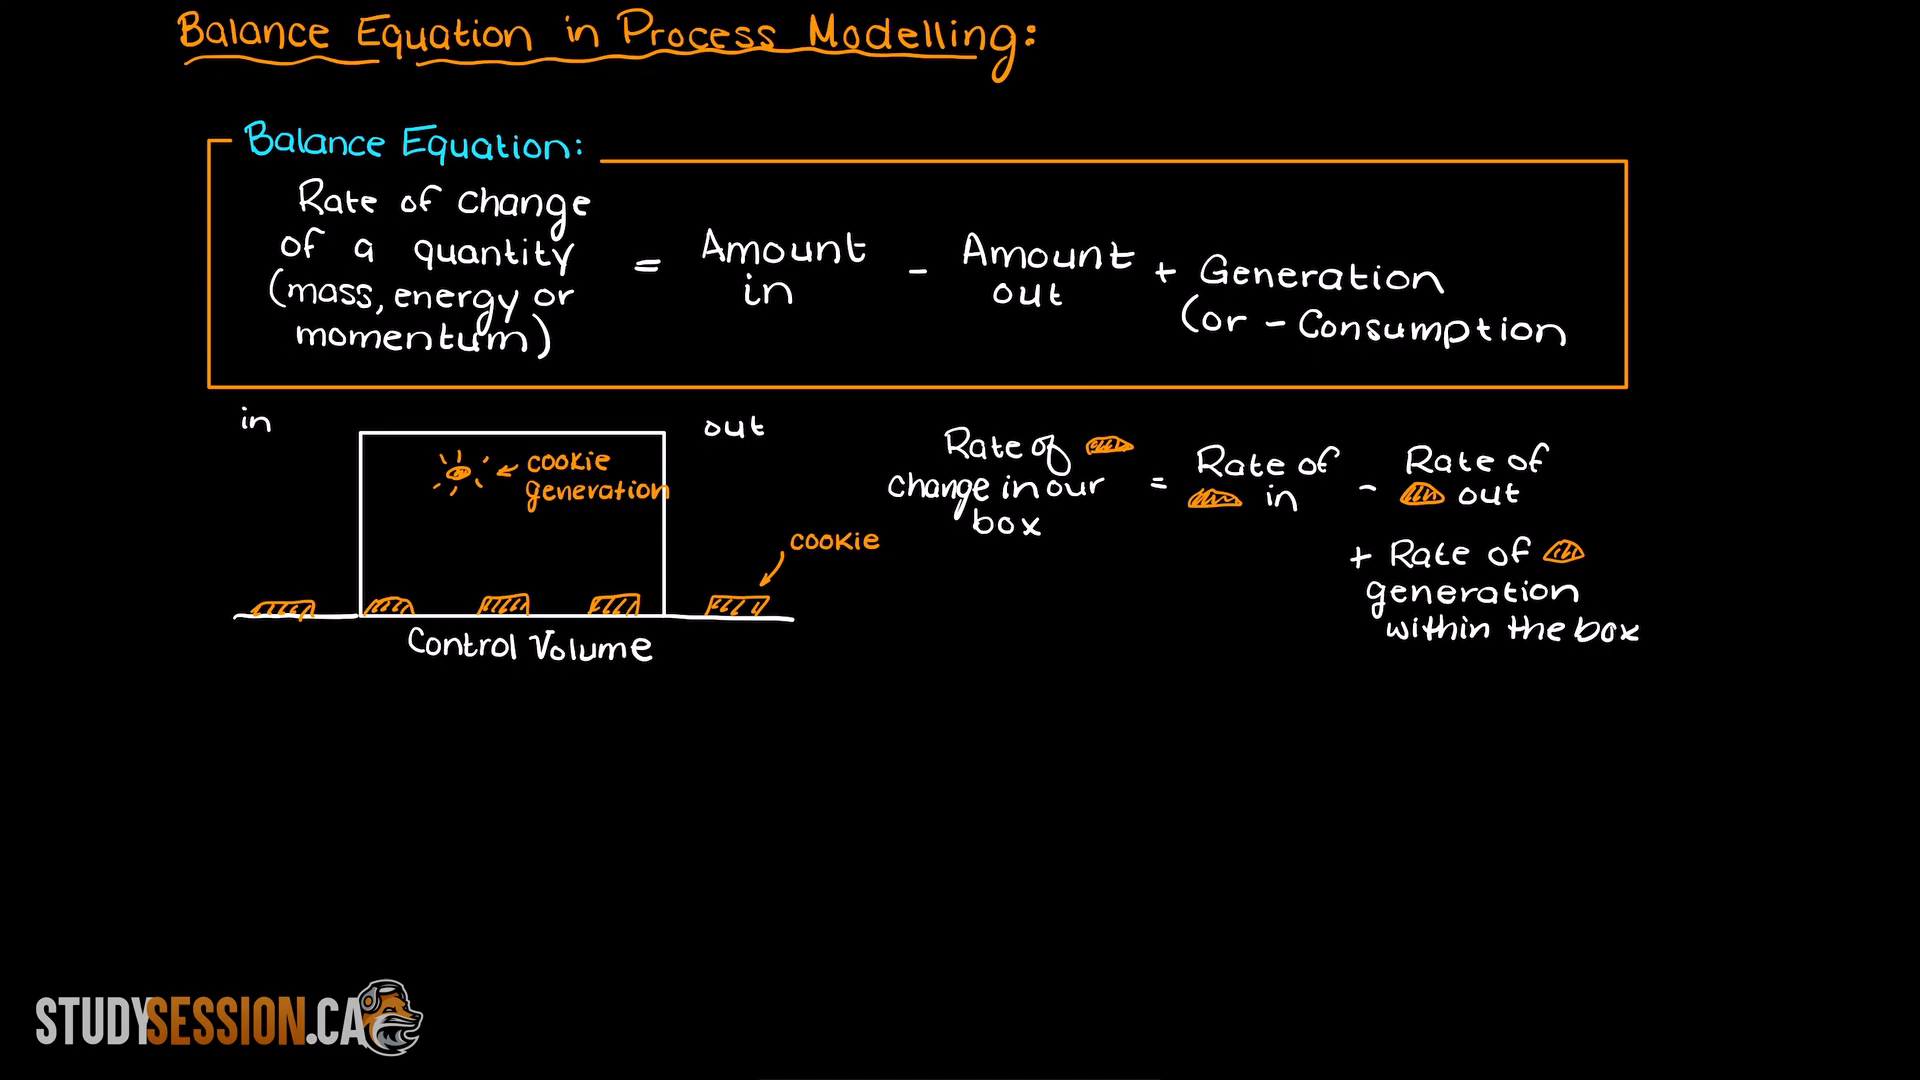 Balance Equation in Process Modelling:
Balance Equation:
Rate of change
of a quantity
(mass, energy or
momentum)
=
Amount
in
-
Amount
out
+ Generation
(or - Consumption
in
out
cookie
generation
cookie
Control Volume
Rate of
change in our
box
=
Rate of
in
-
Rate of
out
+ Rate of
generation
within the box
STUDYSESSION.CA